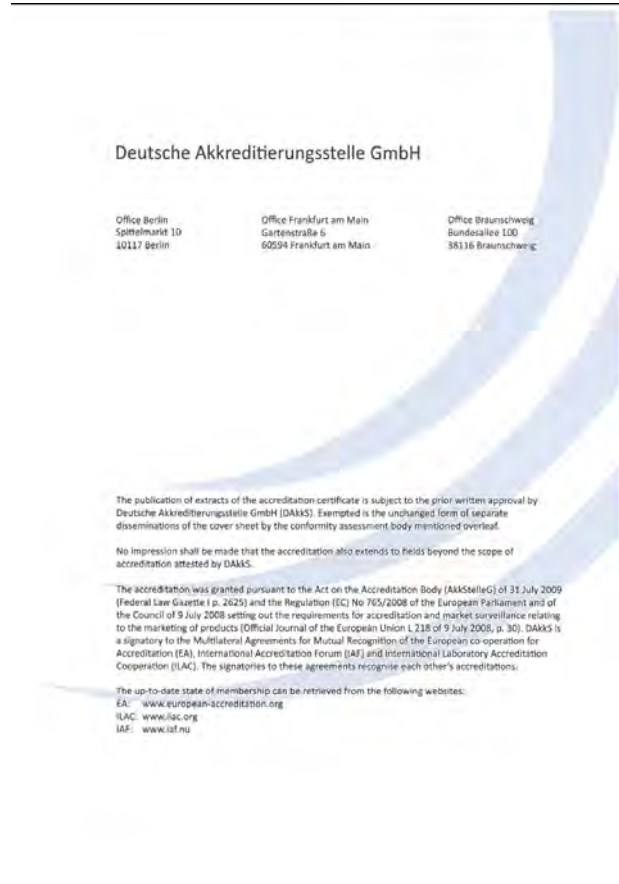 Deutsche Akkreditierungsstelle GmbH
Office Berlin
Spittelmarkt 10
10117 Berlin
Office Frankfurt am Main
Gartenstraße 6
60594 Frankfurt am Main
Office Braunschweig
Bundesallee 100
38116 Braunschweig
The publication of extracts of the accreditation certificate is subject to the prior written approval by
Deutsche Akkreditierungsstelle GmbH (DAkkS). Exempted is the unchanged form of separate
disseminations of the cover sheet by the conformity assessment body mentioned overleaf.
No impression shall be made that the accreditation also extends to fields beyond the scope of
accreditation attested by DAkkS.
The accreditation was granted pursuant to the Act on the Accreditation Body (AkkStelleG) of 31 July 2009
(Federal Law Gazette I p. 2625) and the Regulation (EC) No 765/2008 of the European Parliament and of
the Council of 9 July 2008 setting out the requirements for accreditation and market surveillance relating
to the marketing of products (Official Journal of the European Union L 218 of 9 July 2008, p. 30). DAkkS is
a signatory to the Multilateral Agreements for Mutual Recognition of the European co-operation for
Accreditation (EA), International Accreditation Forum (IAF) and International Laboratory Accreditation
Cooperation (ILAC). The signatories to these agreements recognise each other's accreditations.
The up-to-date state of membership can be retrieved from the following websites:
EA: www.european-accreditation.org
ILAC: www.ilac.org
IAF: www.iaf.nu